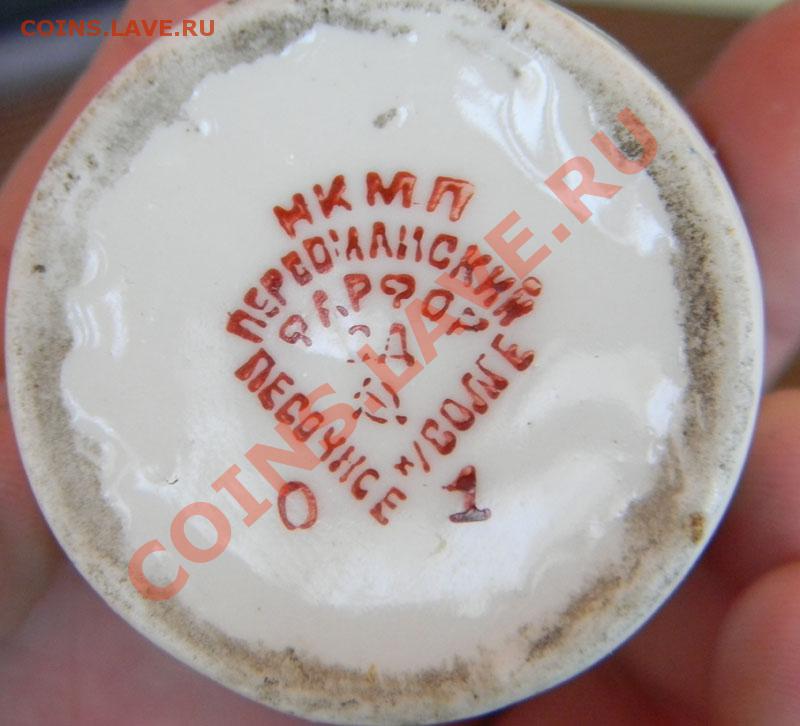 COINS.LAVE.RU
COINS.LAVE.RU
НКМП
ПЕРВОМАЙСКИЙ
ФАРФОР
З-Д
ПЕСОЧНОЕ Н/ВОЛГЕ
0 1